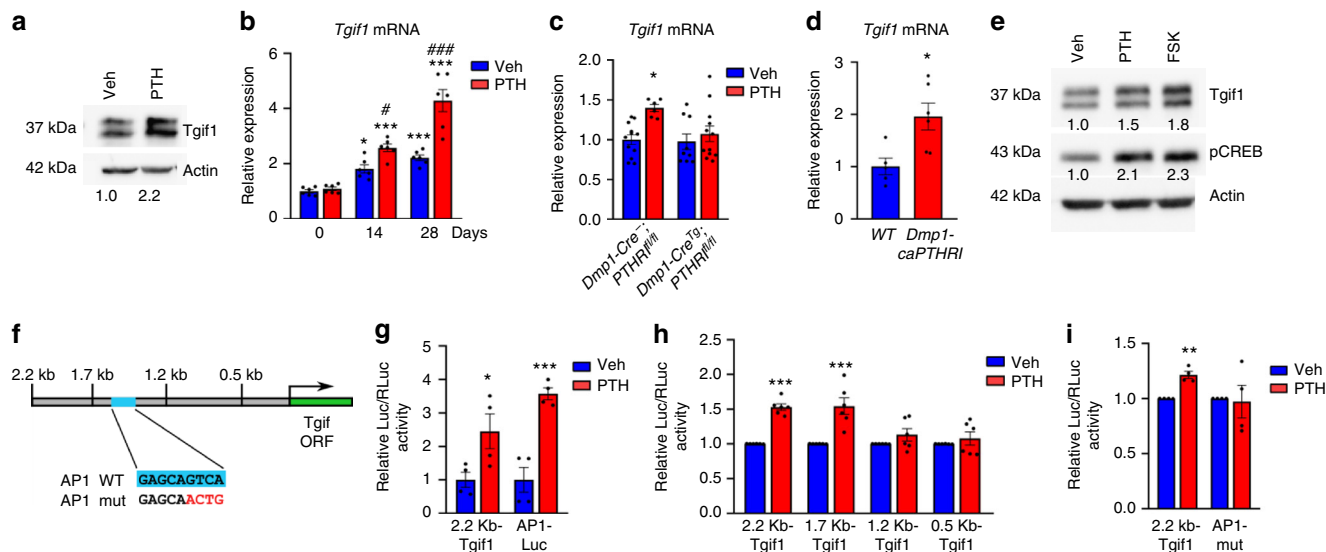 a
Veh
PTH
37 kDa
Tgif1
42 kDa
Actin
1.0
2.2
b
Tgif1 mRNA
Relative expression
6
4
2
0
*
***
#
***
***
###
***
Veh
PTH
0
14
28
Days
c
Tgif1 mRNA
Relative expression
2.0
1.5
1.0
0.5
0.0
*
Veh
PTH
Dmp1-Cre–;
PTHRIfl/fl
Dmp1-CreTg;
PTHRIfl/fl
d
Tgif1 mRNA
Relative expression
3
2
1
0
*
WT
Dmp1-
caPTHRI
e
Veh
PTH
FSK
37 kDa
Tgif1
1.0
1.5
1.8
43 kDa
pCREB
1.0
2.1
2.3
42 kDa
Actin
f
2.2 kb
1.7 kb
1.2 kb
0.5 kb
Tgif
ORF
AP1 WT GAGCAGTCA
AP1 mut GAGCAACTG
g
Relative Luc/RLuc
activity
5
4
3
2
1
0
*
***
Veh
PTH
2.2 Kb-
Tgif1
AP1-
Luc
h
Relative Luc/RLuc
activity
2.5
2.0
1.5
1.0
0.5
0.0
***
***
Veh
PTH
2.2 Kb-
Tgif1
1.7 Kb-
Tgif1
1.2 Kb-
Tgif1
0.5 Kb-
Tgif1
i
Relative Luc/RLuc
activity
1.5
1.0
0.5
0.0
**
Veh
PTH
2.2 kb-
Tgif1
AP1-
mut